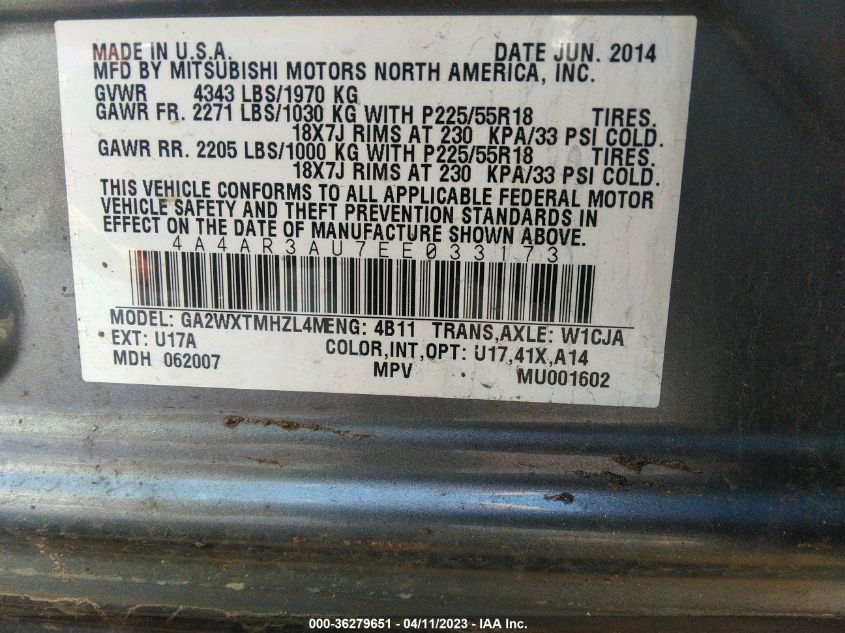 MADE IN U.S.A. DATE JUN. 2014
MFD BY MITSUBISHI MOTORS NORTH AMERICA, INC.
GVWR 4343 LBS/1970 KG
GAWR FR. 2271 LBS/1030 KG WITH P225/55R18 TIRES.
18X7J RIMS AT 230 KPA/33 PSI COLD.
GAWR RR. 2205 LBS/1000 KG WITH P225/55R18 TIRES.
18X7J RIMS AT 230 KPA/33 PSI COLD.
THIS VEHICLE CONFORMS TO ALL APPLICABLE FEDERAL MOTOR
VEHICLE SAFETY AND THEFT PREVENTION STANDARDS IN
EFFECT ON THE DATE OF MANUFACTURE SHOWN ABOVE.
4A4AR3AU7EE033173
MODEL: GA2WXTMHZL4M ENG: 4B11 TRANS,AXLE: W1CJA
EXT: U17A COLOR,INT,OPT: U17,41X,A14
MDH 062007 MPV MU001602
000-36279651 - 04/11/2023 - IAA Inc.